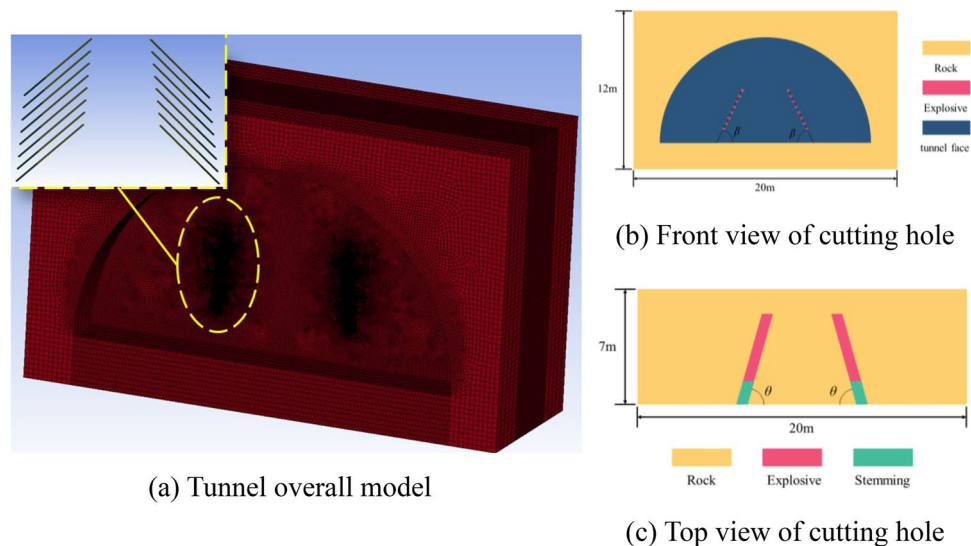 (a) Tunnel overall model
12m
β
β
20m
Rock
Explosive
tunnel face
(b) Front view of cutting hole
7m
θ
θ
20m
Rock
Explosive
Stemming
(c) Top view of cutting hole